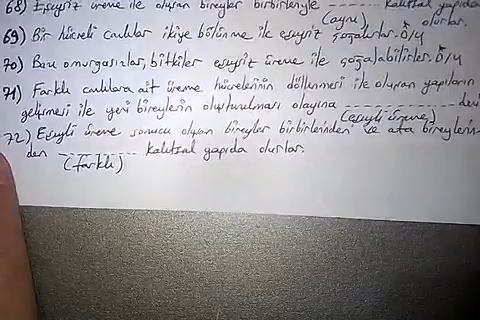 68) Eşeysiz üreme ile oluşan bireyler birbirleriyle ........ kalıtsal yapıda
(aynı) olurlar.
69) Bir hücreli canlılar ikiye bölünme ile eşeysiz çoğalırlar. D/Y
70) Bazı omurgasızlar, bitkiler eşeysiz üreme ile çoğalabilirler. D/Y
71) Farklı canlılara ait üreme hücrelerinin döllenmesi ile oluşan yapıların
gelişmesi ile yeni bireylerin oluşturulması olayına ............ denir
(eşeyli üreme)
72) Eşeyli üreme sonucu oluşan bireyler birbirlerinden ve ata bireylerin-
den ............ kalıtsal yapıda olurlar.
(farklı)